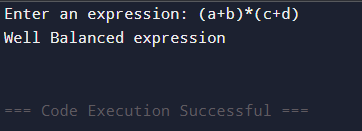 Enter an expression: (a+b)*(c+d)
Well Balanced expression
=== Code Execution Successful ===